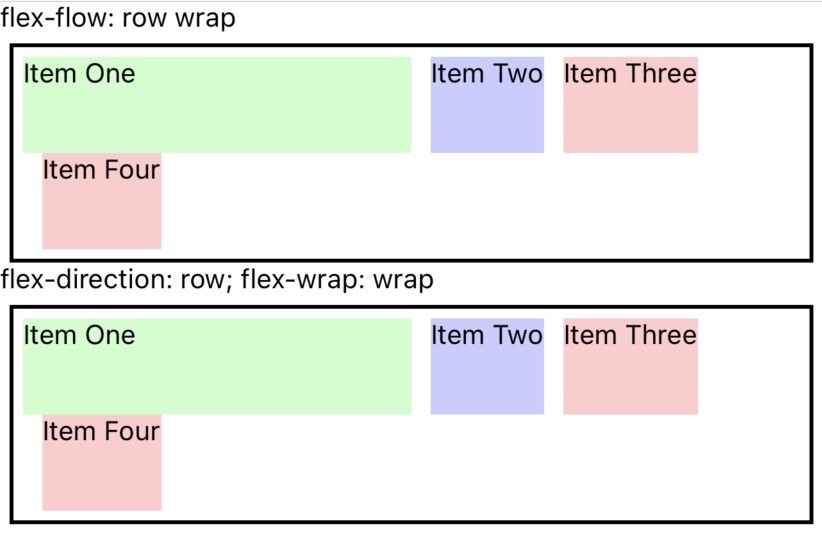 flex-flow: row wrap
Item One Item Two Item Three
Item Four
flex-direction: row; flex-wrap: wrap
Item One Item Two Item Three
Item Four